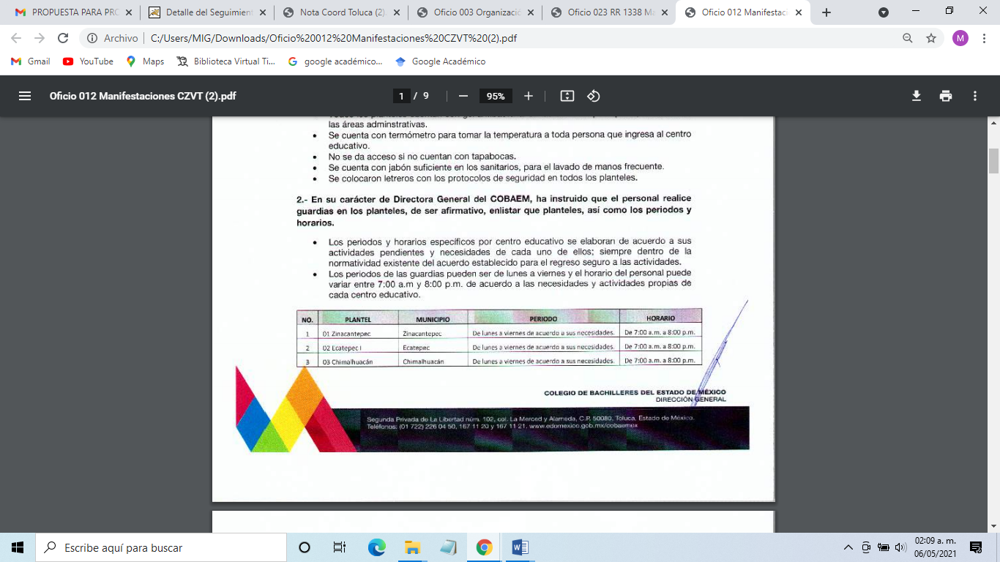 PROPUESTA PARA PRO
Detalle del Seguimient
Nota Coord Toluca (2).
Oficio 003 Organizació
Oficio 023 RR 1338 Ma
Oficio 012 Manifestaci
Archivo
C:/Users/MIG/Downloads/Oficio%20012%20Manifestaciones%20CZVT%20(2).pdf
M
Gmail
YouTube
Maps
Biblioteca Virtual Ti...
google académico...
Google Académico
Oficio 012 Manifestaciones CZVT (2).pdf
1 / 9
95%
las áreas adminstrativas.
• Se cuenta con termómetro para tomar la temperatura a toda persona que ingresa al centro
educativo.
• No se da acceso si no cuentan con tapabocas.
• Se cuenta con jabón suficiente en los sanitarios, para el lavado de manos frecuente.
• Se colocaron letreros con los protocolos de seguridad en todos los planteles.
2.- En su carácter de Directora General del COBAEM, ha instruido que el personal realice
guardias en los planteles, de ser afirmativo, enlistar que planteles, así como los periodos y
horarios.
• Los periodos y horarios específicos por centro educativo se elaboran de acuerdo a sus
actividades pendientes y necesidades de cada uno de ellos; siempre dentro de la
normatividad existente del acuerdo establecido para el regreso seguro a las actividades.
• Los periodos de las guardias pueden ser de lunes a viernes y el horario del personal puede
variar entre 7:00 a.m y 8:00 p.m. de acuerdo a las necesidades y actividades propias de
cada centro educativo.
NO. PLANTEL MUNICIPIO PERIODO HORARIO
1 01 Zinacantepec Zinacantepec De lunes a viernes de acuerdo a sus necesidades. De 7:00 a.m. a 8:00 p.m.
2 02 Ecatepec I Ecatepec De lunes a viernes de acuerdo a sus necesidades. De 7:00 a.m. a 8:00 p.m.
3 03 Chimalhuacán Chimalhuacán De lunes a viernes de acuerdo a sus necesidades. De 7:00 a.m. a 8:00 p.m.
COLEGIO DE BACHILLERES DEL ESTADO DE MÉXICO
DIRECCIÓN GENERAL
Segunda Privada de La Libertad núm. 102, col. La Merced y Alameda, C.P. 50080, Toluca, Estado de México.
Teléfonos: (01 722) 226 04 50, 167 11 20 y 167 11 21. www.edomexico.gob.mx/cobaemex
Escribe aquí para buscar
02:09 a. m.
06/05/2021